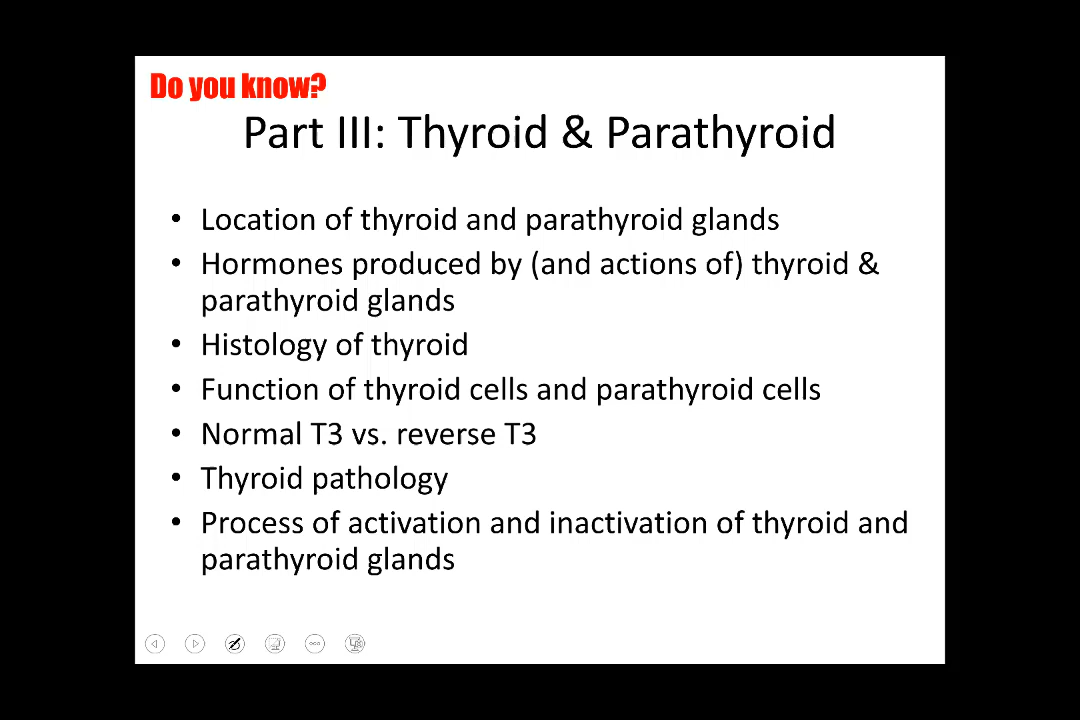 Do you know?
Part III: Thyroid & Parathyroid
• Location of thyroid and parathyroid glands
• Hormones produced by (and actions of) thyroid &
parathyroid glands
• Histology of thyroid
• Function of thyroid cells and parathyroid cells
• Normal T3 vs. reverse T3
• Thyroid pathology
• Process of activation and inactivation of thyroid and
parathyroid glands